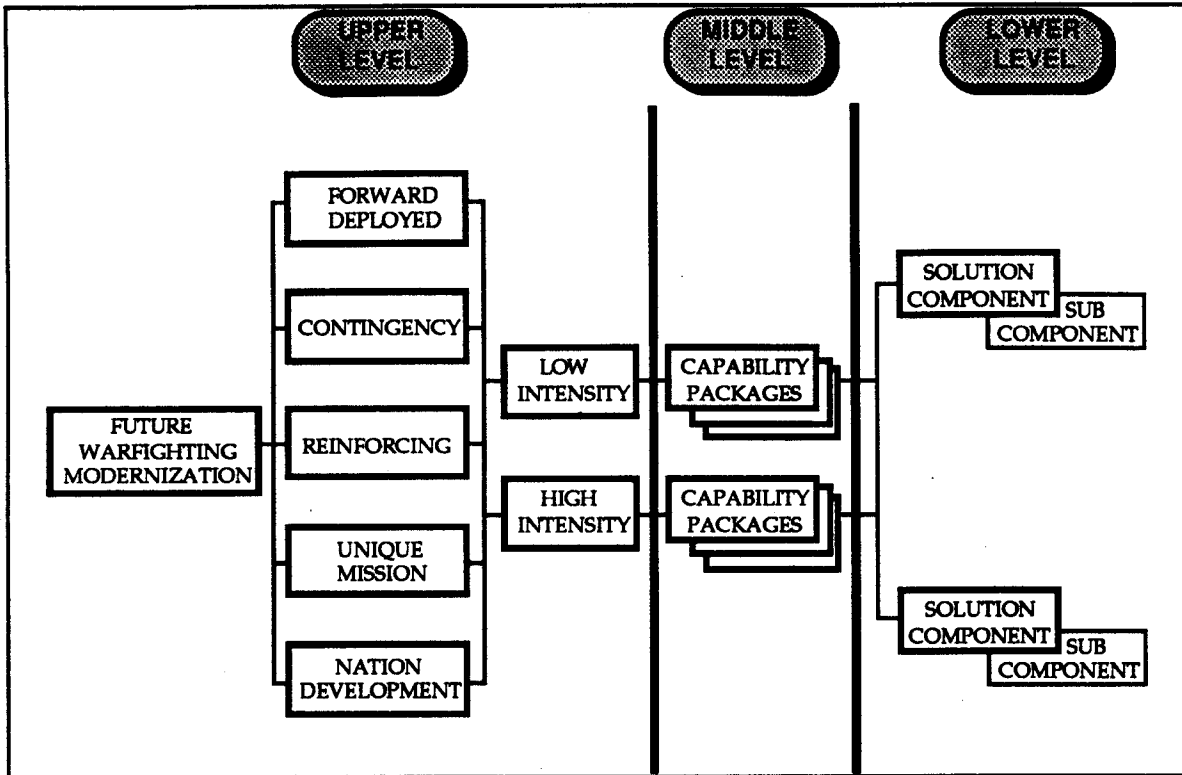 UPPER
LEVEL
MIDDLE
LEVEL
LOWER
LEVEL
FUTURE
WARFIGHTING
MODERNIZATION
FORWARD
DEPLOYED
CONTINGENCY
REINFORCING
UNIQUE
MISSION
NATION
DEVELOPMENT
LOW
INTENSITY
HIGH
INTENSITY
CAPABILITY
PACKAGES
CAPABILITY
PACKAGES
SOLUTION
COMPONENT
SUB
COMPONENT
SOLUTION
COMPONENT
SUB
COMPONENT